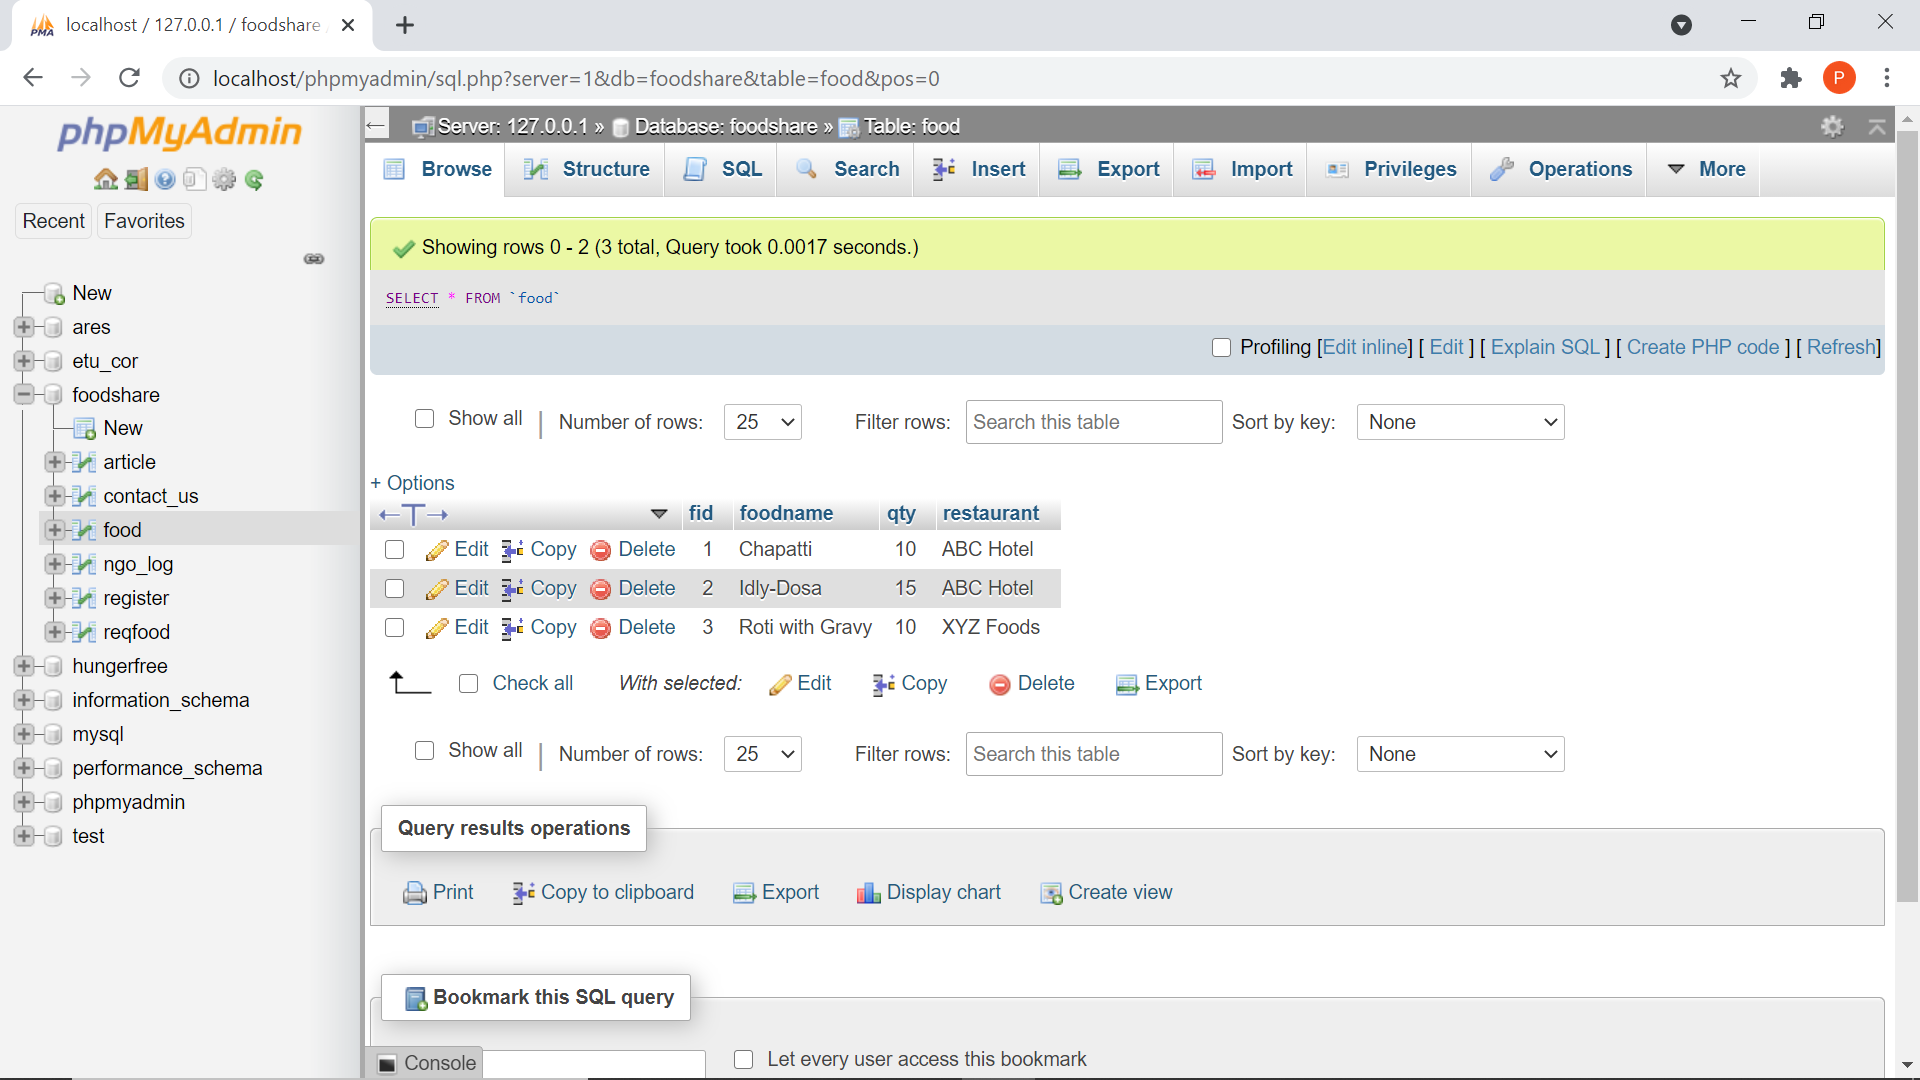 localhost / 127.0.0.1 / foodshare
localhost/phpmyadmin/sql.php?server=1&db=foodshare&table=food&pos=0
P
phpMyAdmin
Recent Favorites
New
ares
etu_cor
foodshare
New
article
contact_us
food
ngo_log
register
reqfood
hungerfree
information_schema
mysql
performance_schema
phpmyadmin
test
Server: 127.0.0.1 » Database: foodshare » Table: food
Browse Structure SQL Search Insert Export Import Privileges Operations More
Showing rows 0 - 2 (3 total, Query took 0.0017 seconds.)
SELECT * FROM `food`
Profiling [Edit inline] [ Edit ] [ Explain SQL ] [ Create PHP code ] [ Refresh]
Show all | Number of rows: 25 Filter rows: Search this table Sort by key: None
+ Options
←T→ fid foodname qty restaurant
Edit Copy Delete 1 Chapatti 10 ABC Hotel
Edit Copy Delete 2 Idly-Dosa 15 ABC Hotel
Edit Copy Delete 3 Roti with Gravy 10 XYZ Foods
Check all With selected: Edit Copy Delete Export
Show all | Number of rows: 25 Filter rows: Search this table Sort by key: None
Query results operations
Print Copy to clipboard Export Display chart Create view
Bookmark this SQL query
Console
Let every user access this bookmark